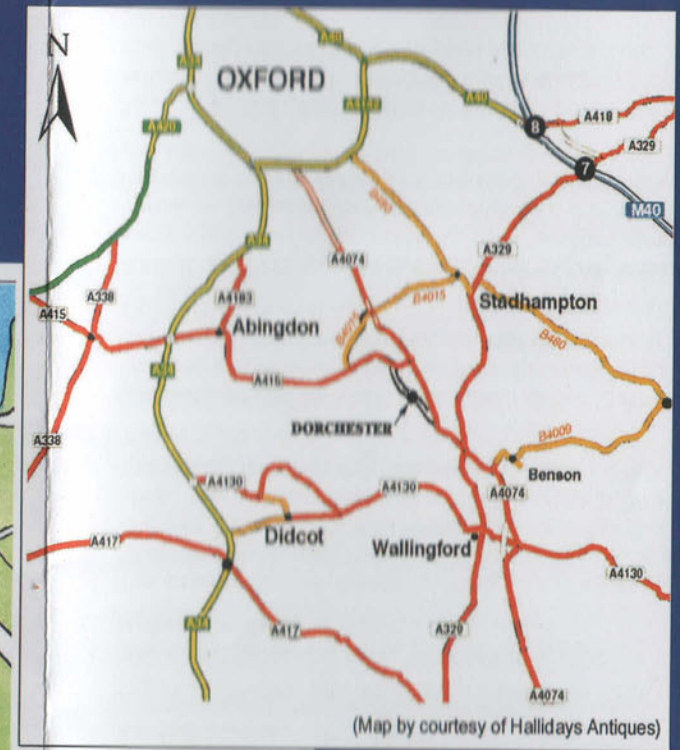 N
A34
A40
OXFORD
A4142
A40
A420
8
A418
A329
7
M40
B480
A34
A4074
A329
A338
A4183
B4015
Stadhampton
A415
Abingdon
B480
A34
A415
DORCHESTER
B4009
Benson
A338
A4130
A4130
A4074
Didcot
Wallingford
A417
A4130
A34
A417
A329
A4074
(Map by courtesy of Hallidays Antiques)